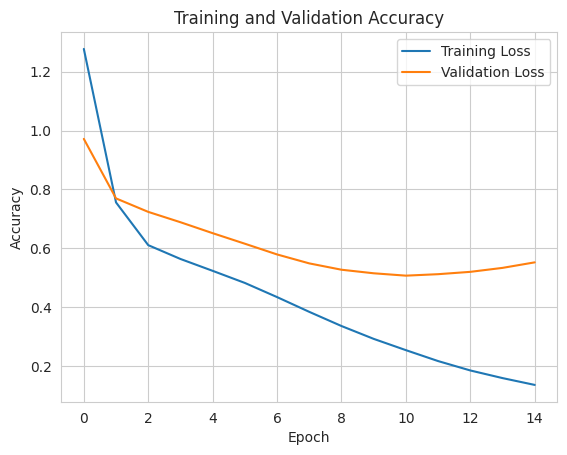 Training and Validation Accuracy
Training Loss
Validation Loss
1.2
1.0
0.8
0.6
0.4
0.2
Accuracy
0 2 4 6 8 10 12 14
Epoch